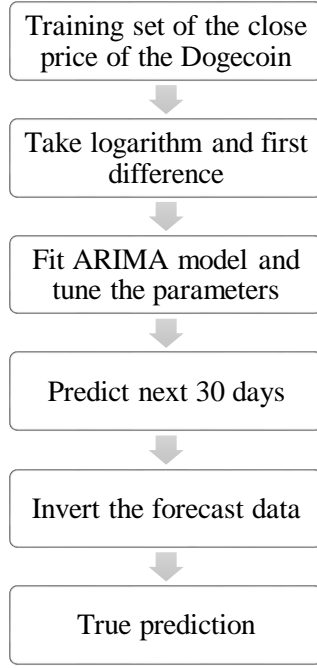 Training set of the close
price of the Dogecoin
Take logarithm and first
difference
Fit ARIMA model and
tune the parameters
Predict next 30 days
Invert the forecast data
True prediction